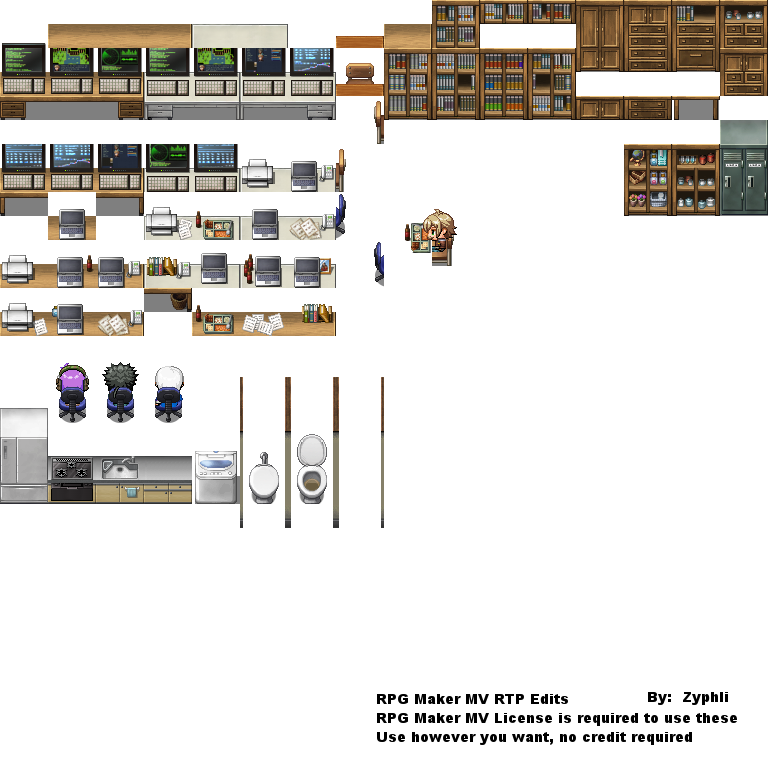 RPG Maker MV RTP Edits By: Zyphli
RPG Maker MV License is required to use these
Use however you want, no credit required